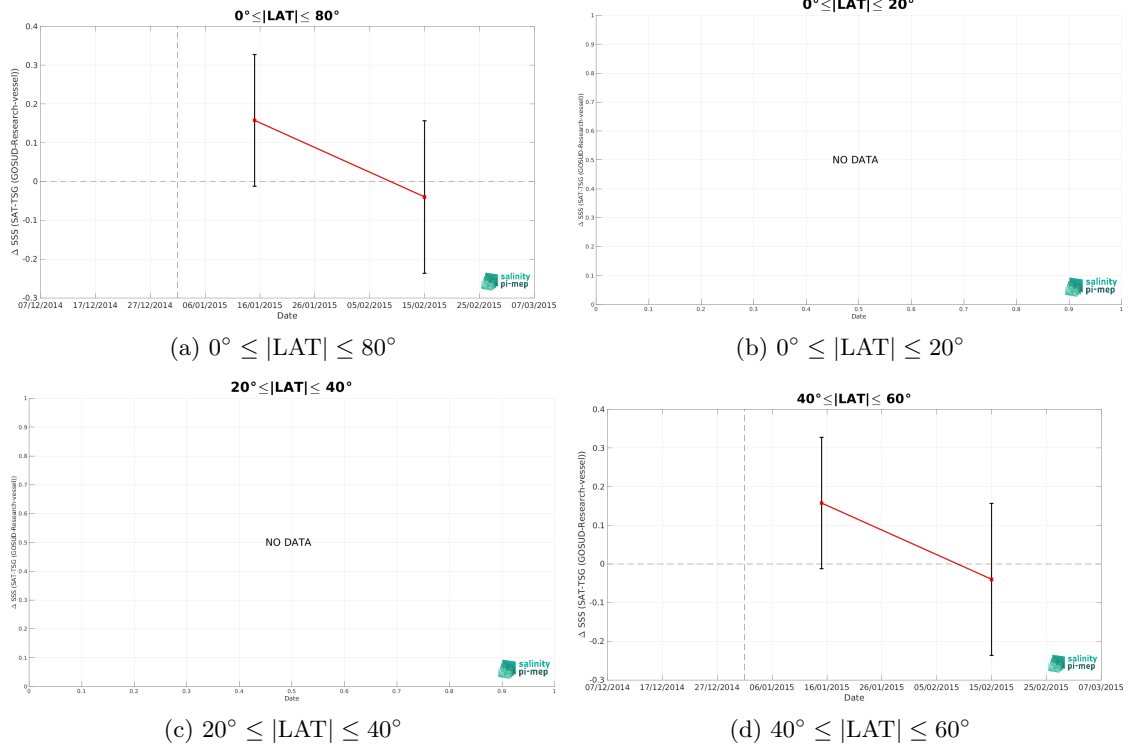 0°≤|LAT|≤ 80°
Δ SSS (SAT-TSG (GOSUD-Research-vessel))
0.4
0.3
0.2
0.1
0
-0.1
-0.2
-0.3
07/12/2014 17/12/2014 27/12/2014 06/01/2015 16/01/2015 26/01/2015 05/02/2015 15/02/2015 25/02/2015 07/03/2015
Date
salinity
pi-mep
(a) 0° ≤ |LAT| ≤ 80°
0°≤|LAT|≤ 20°
Δ SSS (SAT-TSG (GOSUD-Research-vessel))
1
0.9
0.8
0.7
0.6
0.5
0.4
0.3
0.2
0.1
0
NO DATA
0 0.1 0.2 0.3 0.4 0.5 0.6 0.7 0.8 0.9 1
Date
salinity
pi-mep
(b) 0° ≤ |LAT| ≤ 20°
20°≤|LAT|≤ 40°
Δ SSS (SAT-TSG (GOSUD-Research-vessel))
1
0.9
0.8
0.7
0.6
0.5
0.4
0.3
0.2
0.1
0
NO DATA
0 0.1 0.2 0.3 0.4 0.5 0.6 0.7 0.8 0.9 1
Date
salinity
pi-mep
(c) 20° ≤ |LAT| ≤ 40°
40°≤|LAT|≤ 60°
Δ SSS (SAT-TSG (GOSUD-Research-vessel))
0.4
0.3
0.2
0.1
0
-0.1
-0.2
-0.3
07/12/2014 17/12/2014 27/12/2014 06/01/2015 16/01/2015 26/01/2015 05/02/2015 15/02/2015 25/02/2015 07/03/2015
Date
salinity
pi-mep
(d) 40° ≤ |LAT| ≤ 60°